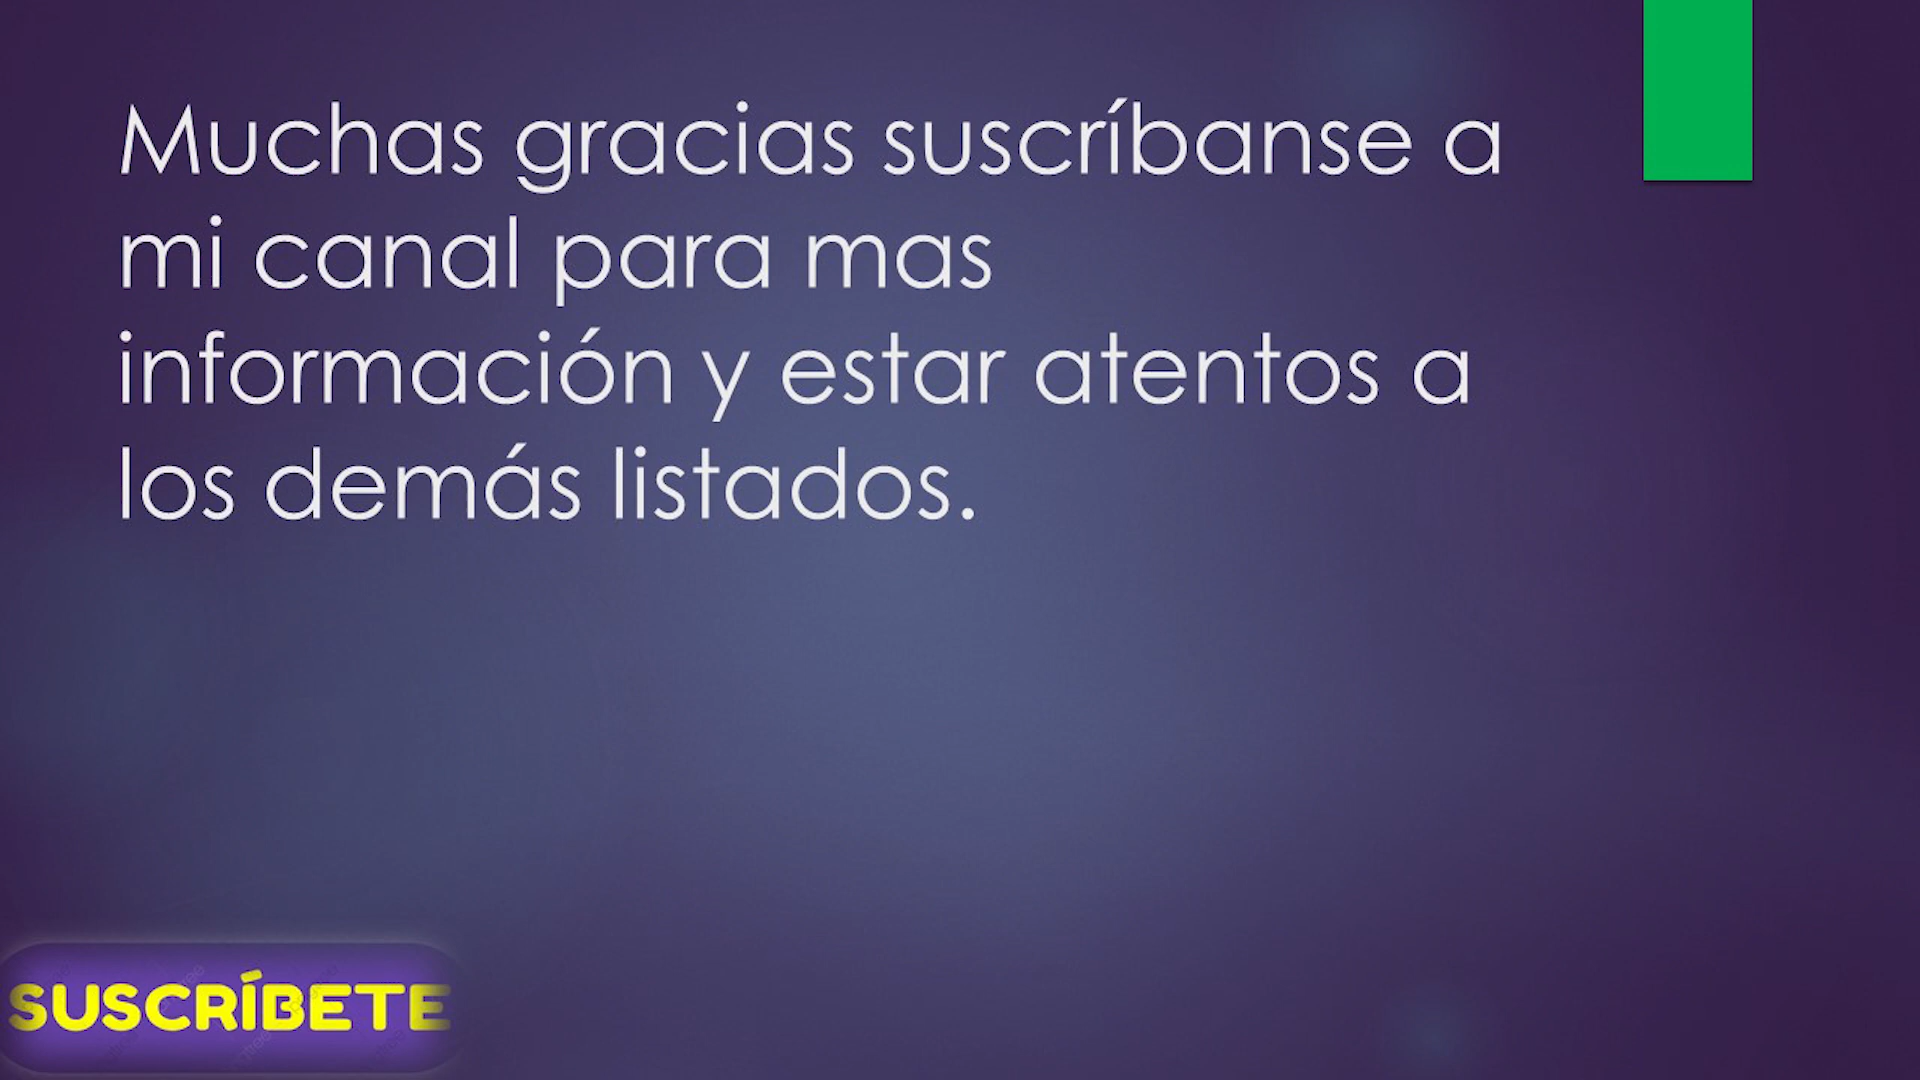 Muchas gracias suscríbanse a
mi canal para mas
información y estar atentos a
los demás listados.
SUSCRÍBETE